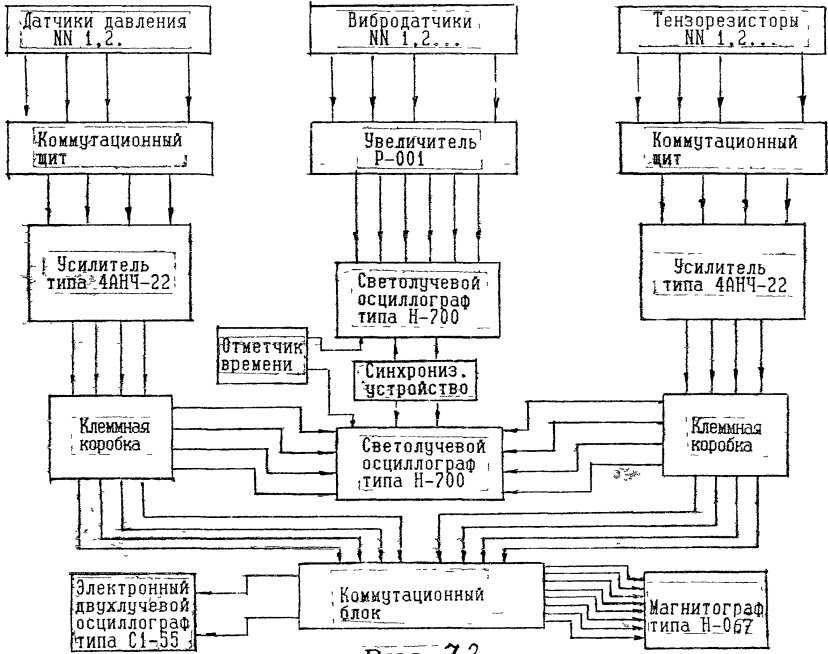 Датчики давления
NN 1,2.
Вибродатчики
NN 1,2...
Тензорезисторы
NN 1,2...
Коммутационный
щит
Увеличитель
Р-001
Коммутационный
щит
Усилитель
типа 4АНЧ-22
Светолучевой
осциллограф
типа Н-700
Усилитель
типа 4АНЧ-22
Отметчик
времени
Синхрониз.
устройство
Клеммная
коробка
Светолучевой
осциллограф
типа Н-700
Клеммная
коробка
Электронный
двухлучевой
осциллограф
типа С1-55
Коммутационный
блок
Магнитограф
типа Н-067